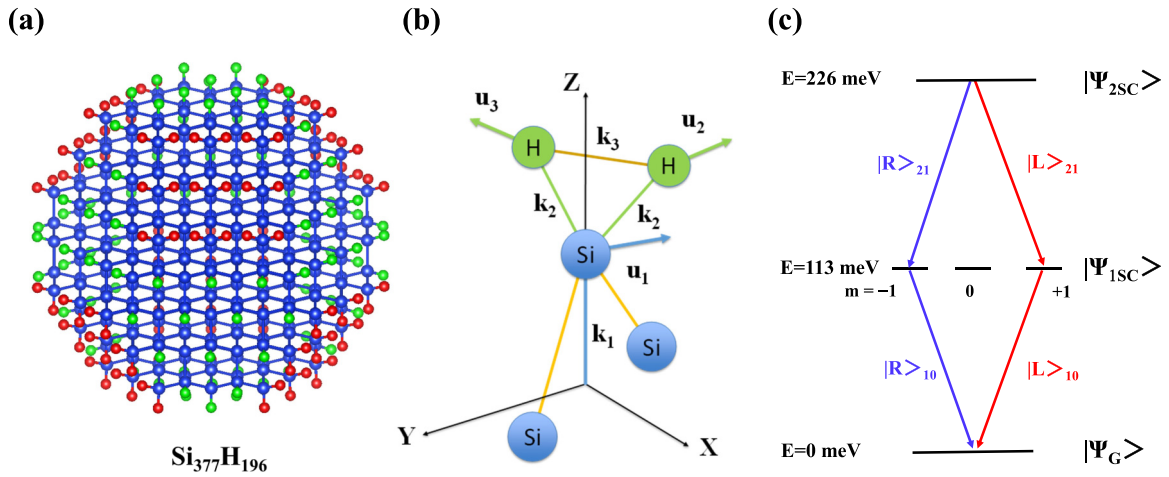 (a)
Si377H196
(b)
Z
u3
H
k3
u2
H
k2
k2
Si
u1
k1
Si
Si
Y
X
(c)
E=226 meV
|Ψ2SC>
|R>21
|L>21
E=113 meV
|Ψ1SC>
m = −1
0
+1
|R>10
|L>10
E=0 meV
|ΨG>